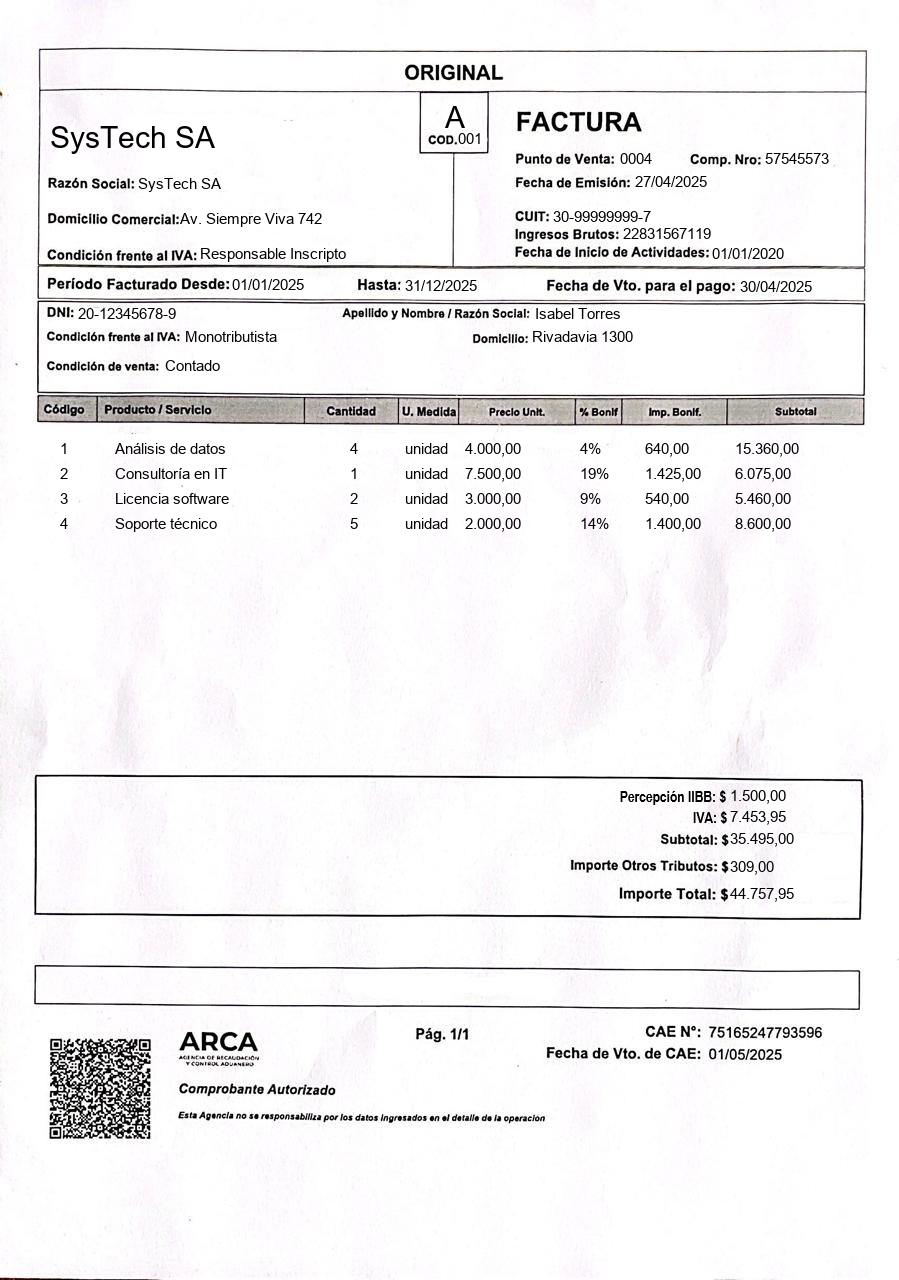 ORIGINAL
SysTech SA
A
COD.001
FACTURA
Punto de Venta: 0004 Comp. Nro: 57545573
Razón Social: SysTech SA
Fecha de Emisión: 27/04/2025
Domicilio Comercial:Av. Siempre Viva 742
CUIT: 30-99999999-7
Ingresos Brutos: 22831567119
Condición frente al IVA: Responsable Inscripto
Fecha de Inicio de Actividades: 01/01/2020
Período Facturado Desde: 01/01/2025 Hasta: 31/12/2025 Fecha de Vto. para el pago: 30/04/2025
DNI: 20-12345678-9 Apellido y Nombre / Razón Social: Isabel Torres
Condición frente al IVA: Monotributista Domicilio: Rivadavia 1300
Condición de venta: Contado
Código Producto / Servicio Cantidad U. Medida Precio Unit. % Bonif Imp. Bonif. Subtotal
1 Análisis de datos 4 unidad 4.000,00 4% 640,00 15.360,00
2 Consultoría en IT 1 unidad 7.500,00 19% 1.425,00 6.075,00
3 Licencia software 2 unidad 3.000,00 9% 540,00 5.460,00
4 Soporte técnico 5 unidad 2.000,00 14% 1.400,00 8.600,00
Percepción IIBB: $ 1.500,00
IVA: $ 7.453,95
Subtotal: $ 35.495,00
Importe Otros Tributos: $ 309,00
Importe Total: $ 44.757,95
ARCA
AGENCIA DE RECAUDACIÓN
Y CONTROL ADUANERO
Pág. 1/1
CAE N°: 75165247793596
Fecha de Vto. de CAE: 01/05/2025
Comprobante Autorizado
Esta Agencia no se responsabiliza por los datos ingresados en el detalle de la operación